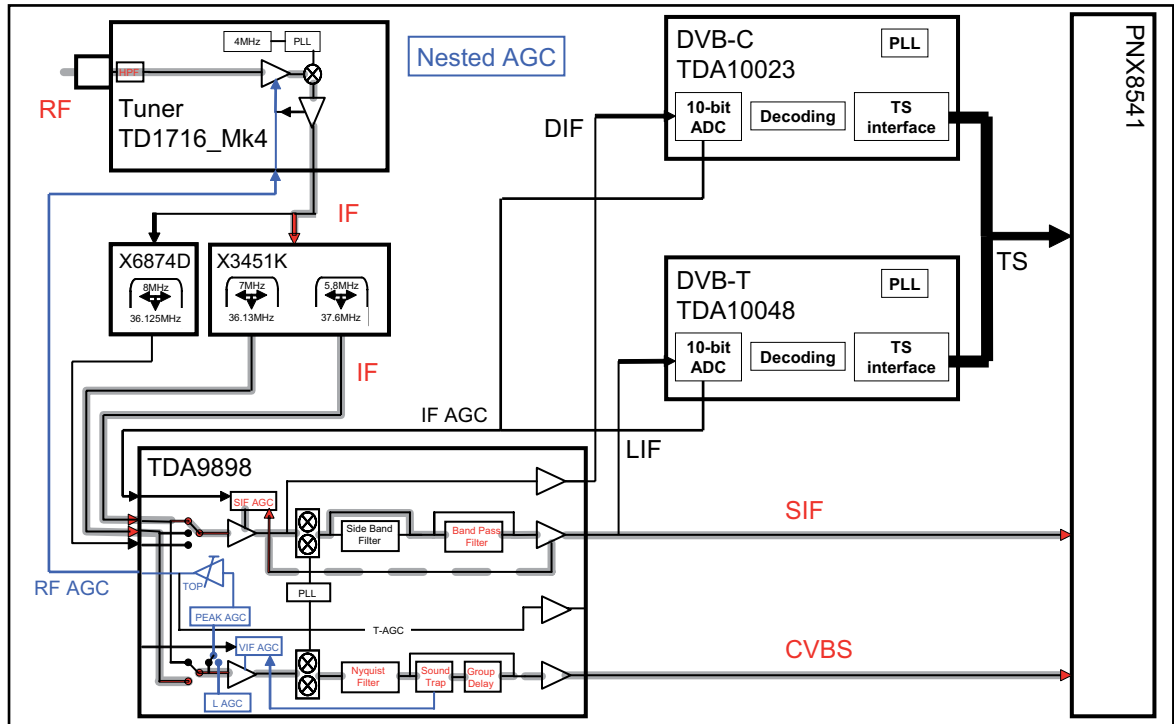 Nested AGC
4MHz
PLL
HPF
RF
Tuner
TD1716_Mk4
DVB-C
TDA10023
PLL
10-bit
ADC
Decoding
TS
interface
PNX8541
DIF
IF
X6874D
8MHz
36.125MHz
X3451K
7MHz
36.13MHz
5,8MHz
37.6MHz
DVB-T
TDA10048
PLL
10-bit
ADC
Decoding
TS
interface
TS
IF
IF AGC
LIF
TDA9898
SIF AGC
Side Band
Filter
Band Pass
Filter
SIF
TOP
RF AGC
PLL
PEAK AGC
T-AGC
VIF AGC
CVBS
Nyquist
Filter
Sound
Trap
Group
Delay
L AGC